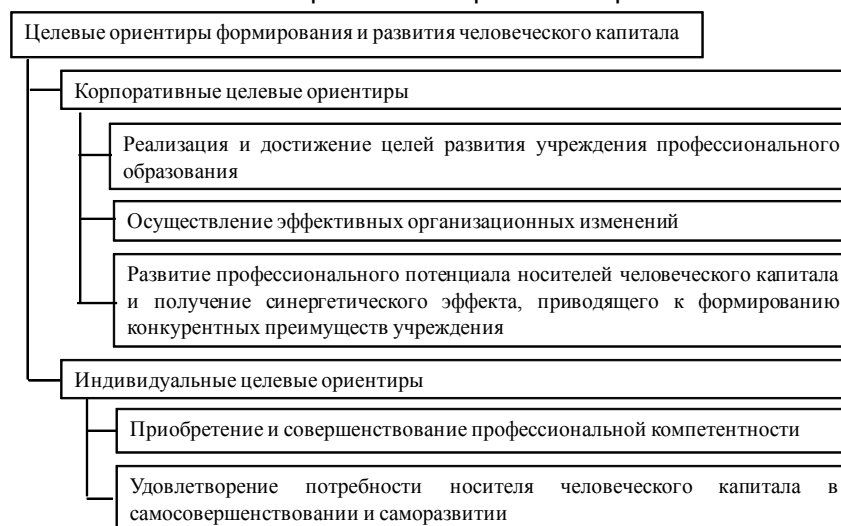 Целевые ориентиры формирования и развития человеческого капитала
Корпоративные целевые ориентиры
Реализация и достижение целей развития учреждения профессионального
образования
Осуществление эффективных организационных изменений
Развитие профессионального потенциала носителей человеческого капитала
и получение синергетического эффекта, приводящего к формированию
конкурентных преимуществ учреждения
Индивидуальные целевые ориентиры
Приобретение и совершенствование профессиональной компетентности
Удовлетворение потребности носителя человеческого капитала в
самосовершенствовании и саморазвитии